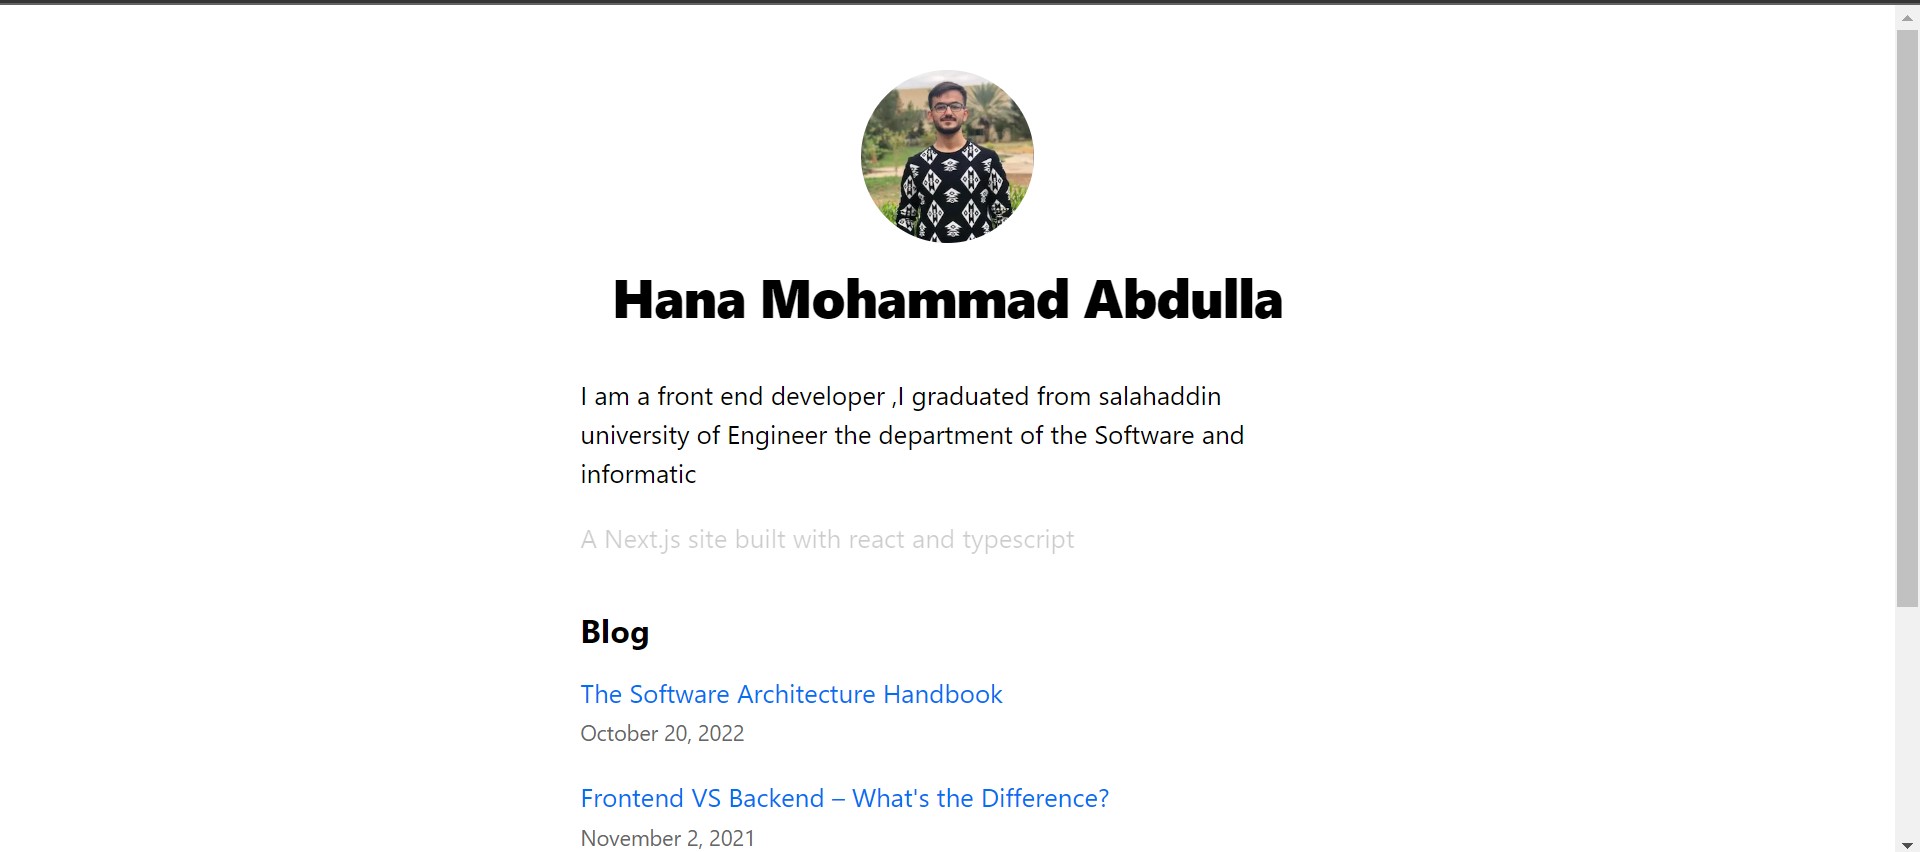 Hana Mohammad Abdulla
I am a front end developer ,I graduated from salahaddin
university of Engineer the department of the Software and
informatic
A Next.js site built with react and typescript
Blog
The Software Architecture Handbook
October 20, 2022
Frontend VS Backend – What's the Difference?
November 2, 2021